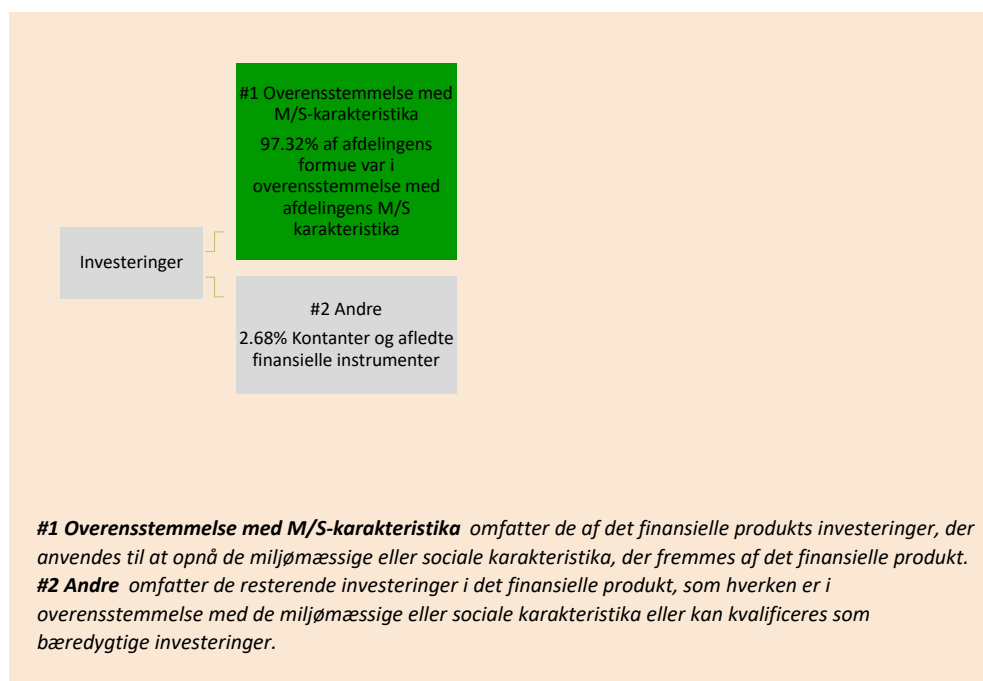 #1 Overensstemmelse med
M/S-karakteristika
97.32% af afdelingens
formue var i
overensstemmelse med
afdelingens M/S
karakteristika
Investeringer
#2 Andre
2.68% Kontanter og afledte
finansielle instrumenter
#1 Overensstemmelse med M/S-karakteristika omfatter de af det finansielle produkts investeringer, der
anvendes til at opnå de miljømæssige eller sociale karakteristika, der fremmes af det finansielle produkt.
#2 Andre omfatter de resterende investeringer i det finansielle produkt, som hverken er i
overensstemmelse med de miljømæssige eller sociale karakteristika eller kan kvalificeres som
bæredygtige investeringer.